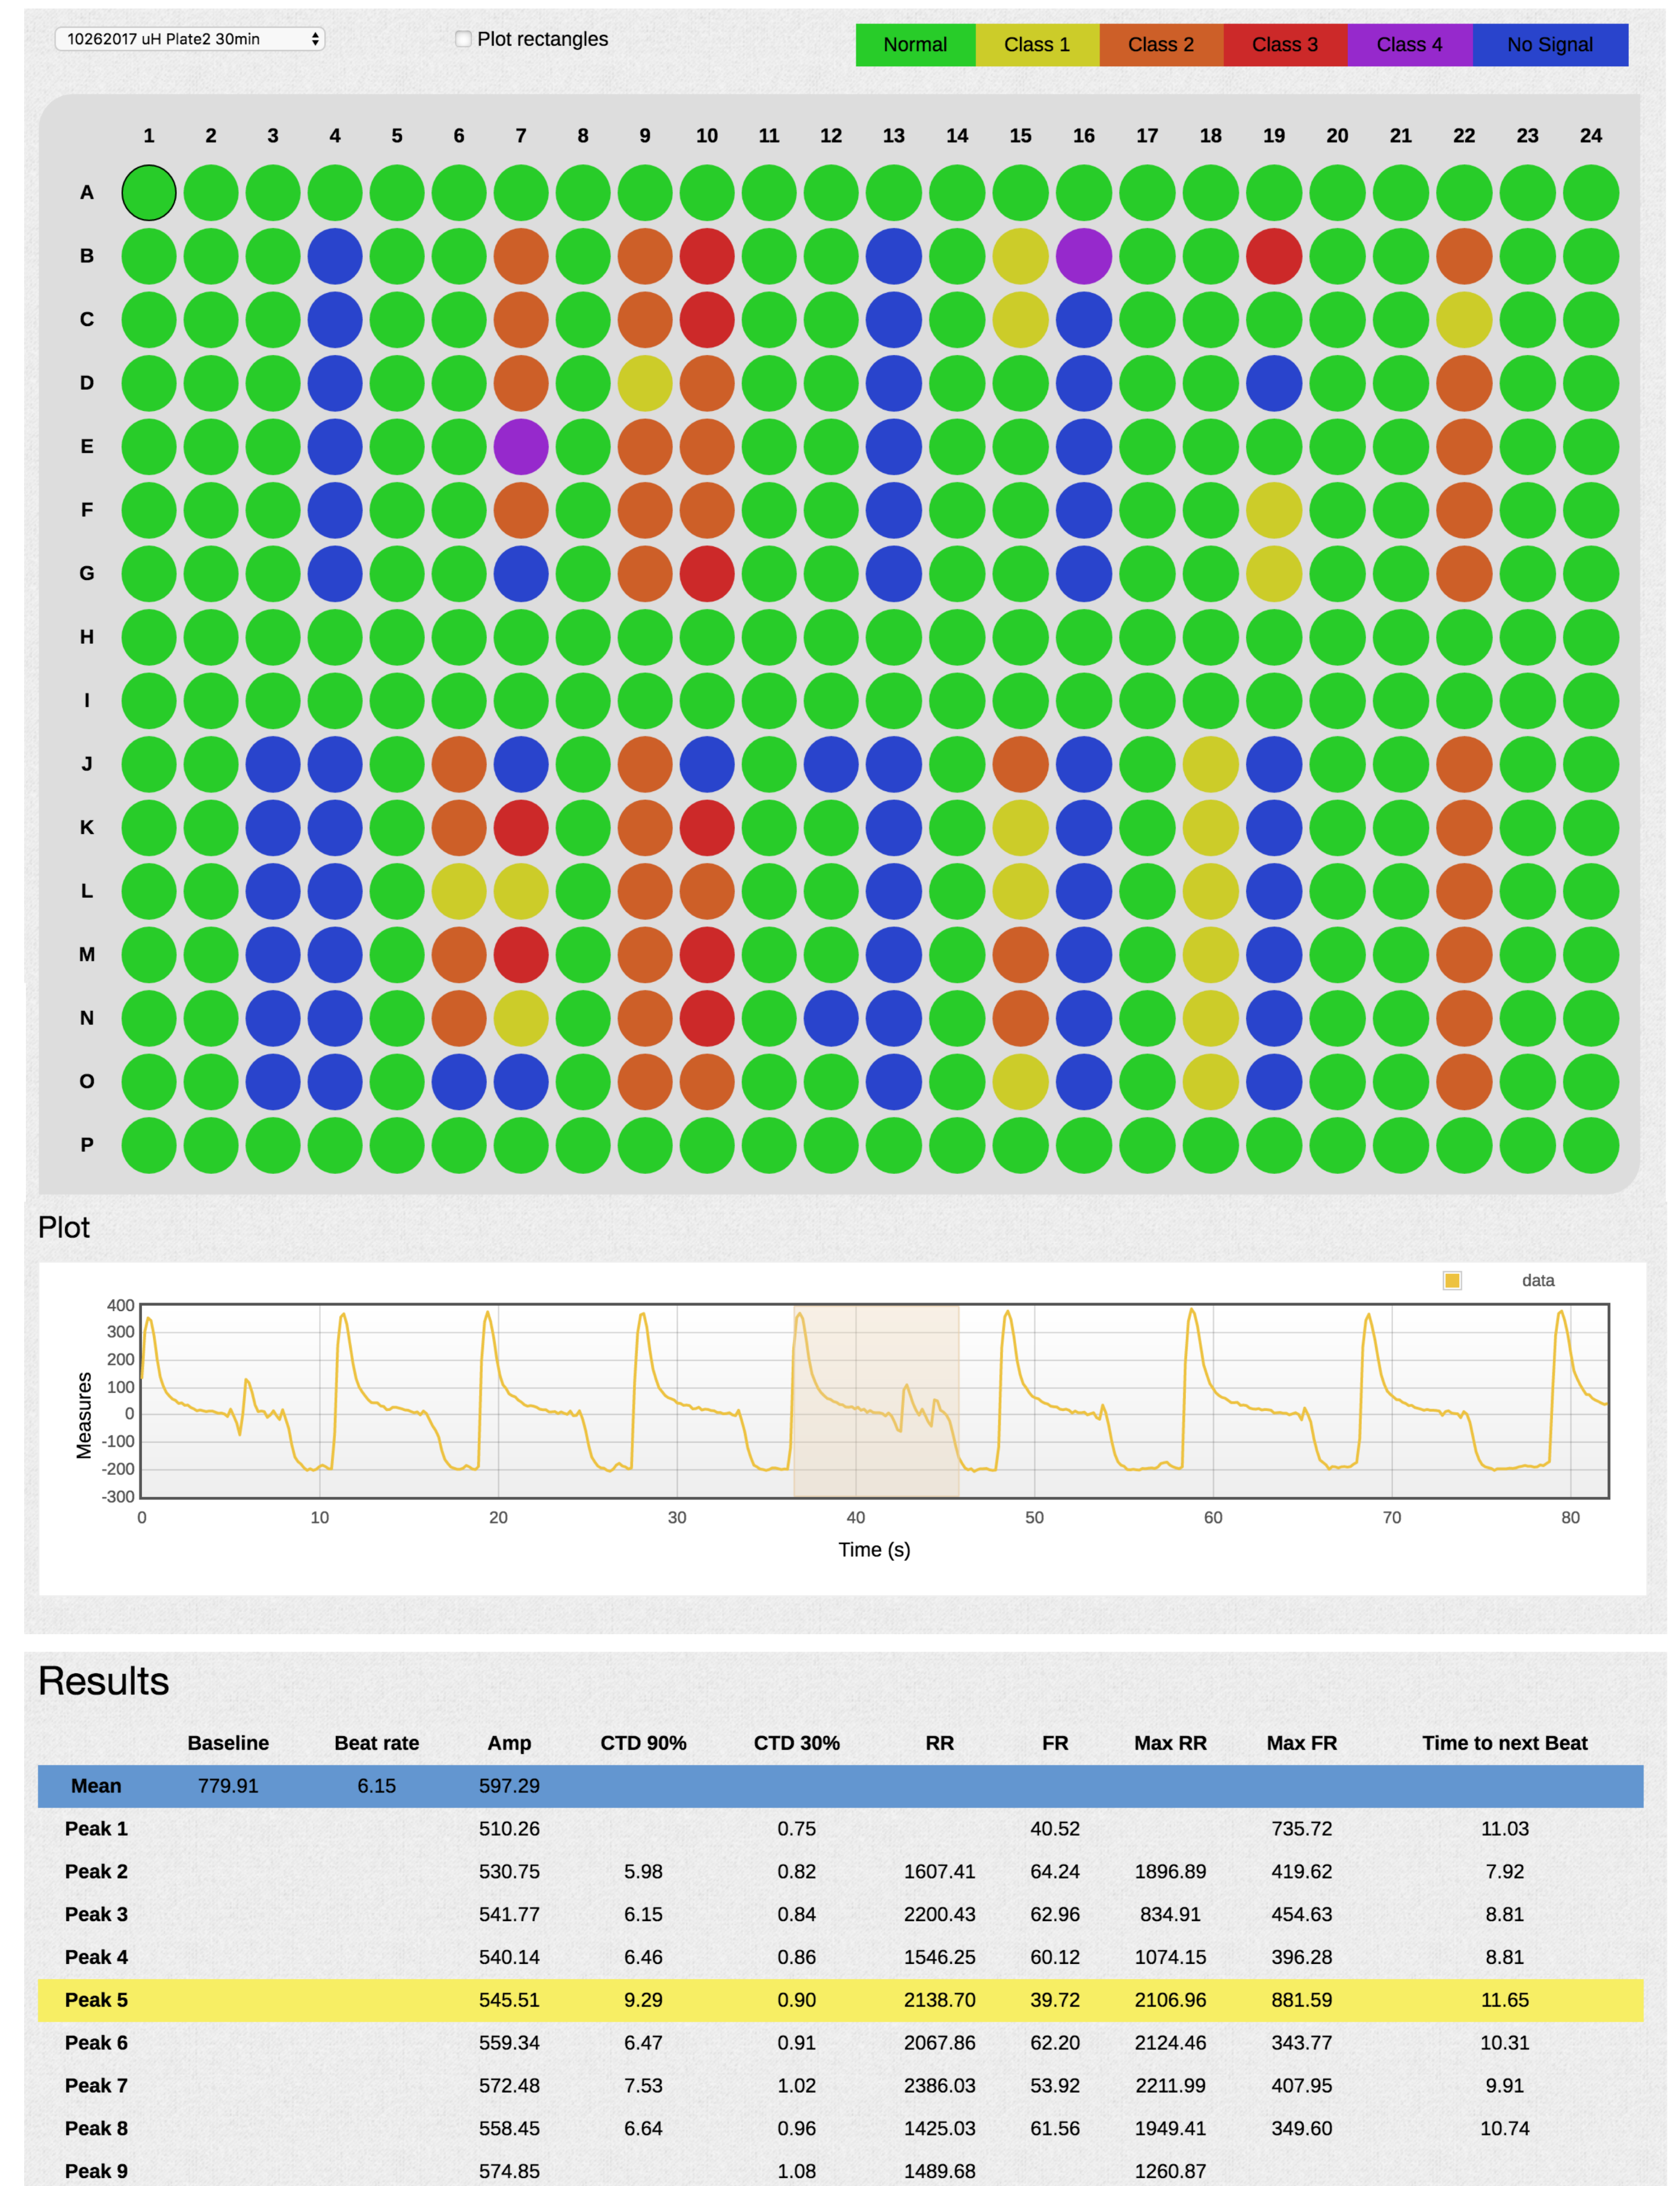 10262017 uH Plate2 30min Plot rectangles Normal Class 1 Class 2 Class 3 Class 4 No Signal
1 2 3 4 5 6 7 8 9 10 11 12 13 14 15 16 17 18 19 20 21 22 23 24
A
B
C
D
E
F
G
H
I
J
K
L
M
N
O
P
Plot
data
400
300
200
100
0
-100
-200
-300
Measures
0 10 20 30 40 50 60 70 80
Time (s)
Results
Baseline Beat rate Amp CTD 90% CTD 30% RR FR Max RR Max FR Time to next Beat
Mean 779.91 6.15 597.29
Peak 1 510.26 0.75 40.52 735.72 11.03
Peak 2 530.75 5.98 0.82 1607.41 64.24 1896.89 419.62 7.92
Peak 3 541.77 6.15 0.84 2200.43 62.96 834.91 454.63 8.81
Peak 4 540.14 6.46 0.86 1546.25 60.12 1074.15 396.28 8.81
Peak 5 545.51 9.29 0.90 2138.70 39.72 2106.96 881.59 11.65
Peak 6 559.34 6.47 0.91 2067.86 62.20 2124.46 343.77 10.31
Peak 7 572.48 7.53 1.02 2386.03 53.92 2211.99 407.95 9.91
Peak 8 558.45 6.64 0.96 1425.03 61.56 1949.41 349.60 10.74
Peak 9 574.85 1.08 1489.68 1260.87